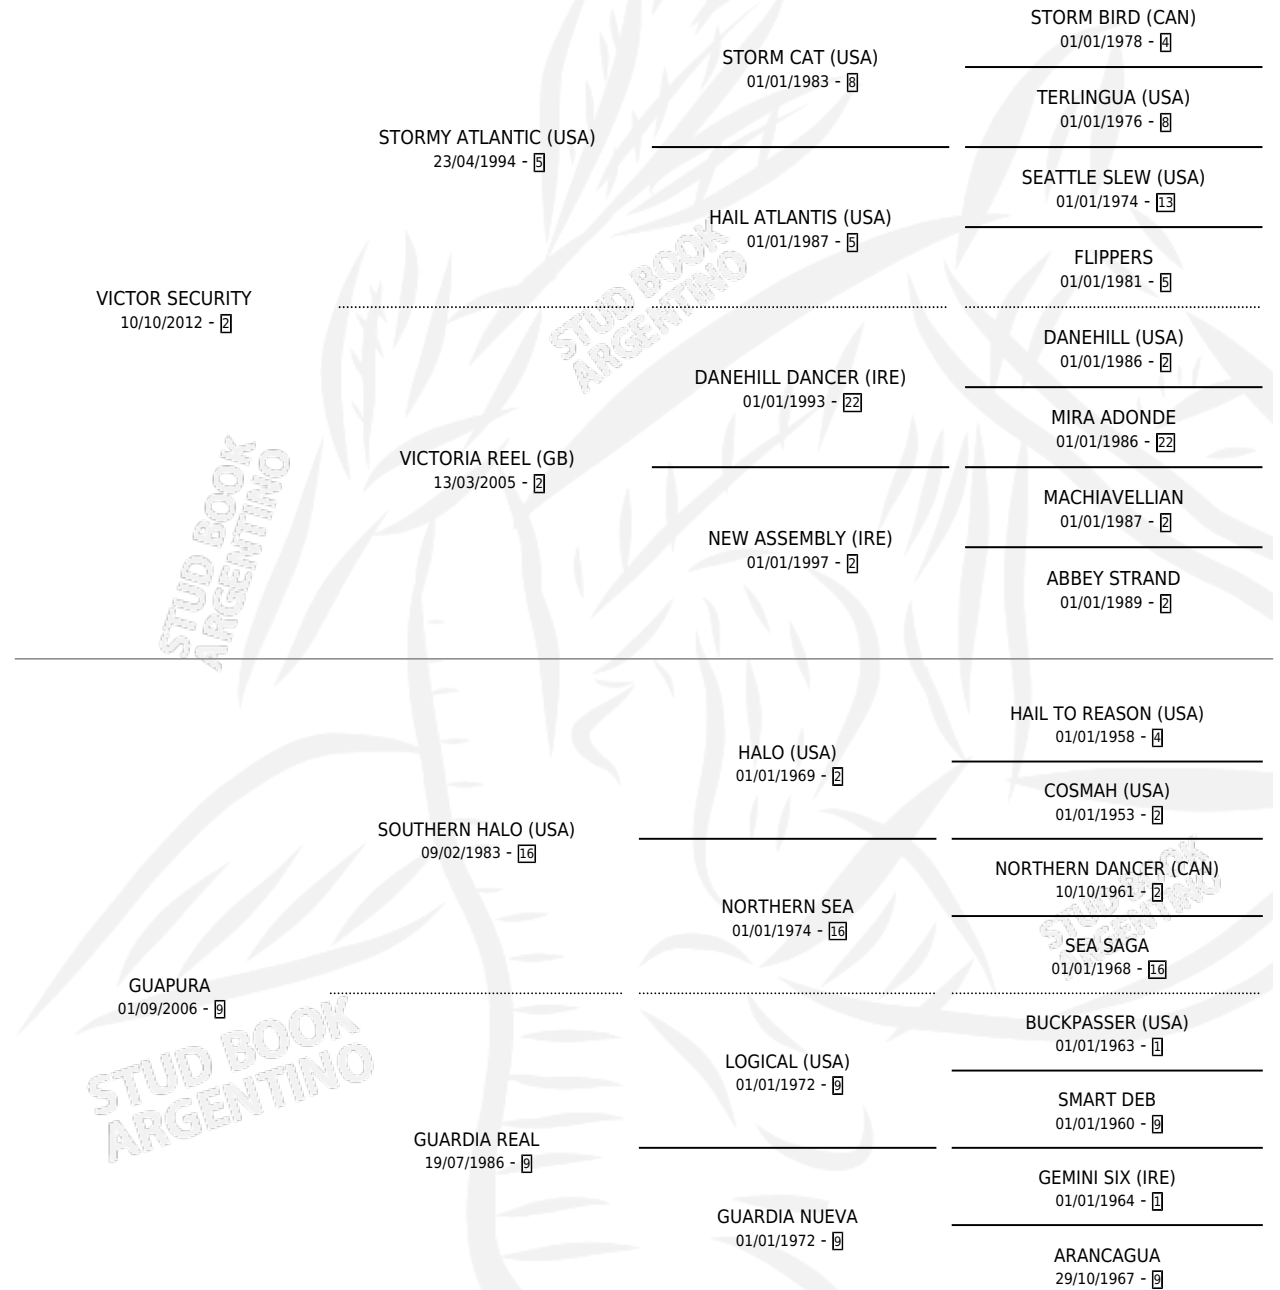 STORM BIRD (CAN)
01/01/1978 - 4
STORM CAT (USA)
01/01/1983 - 8
TERLINGUA (USA)
01/01/1976 - 8
STORMY ATLANTIC (USA)
23/04/1994 - 5
SEATTLE SLEW (USA)
01/01/1974 - 13
HAIL ATLANTIS (USA)
01/01/1987 - 5
FLIPPERS
01/01/1981 - 5
VICTOR SECURITY
10/10/2012 - 2
DANEHILL (USA)
01/01/1986 - 2
DANEHILL DANCER (IRE)
01/01/1993 - 22
MIRA ADONDE
01/01/1986 - 22
VICTORIA REEL (GB)
13/03/2005 - 2
MACHIAVELLIAN
01/01/1987 - 2
NEW ASSEMBLY (IRE)
01/01/1997 - 2
ABBEY STRAND
01/01/1989 - 2
HAIL TO REASON (USA)
01/01/1958 - 4
HALO (USA)
01/01/1969 - 2
COSMAH (USA)
01/01/1953 - 2
SOUTHERN HALO (USA)
09/02/1983 - 16
NORTHERN DANCER (CAN)
10/10/1961 - 2
NORTHERN SEA
01/01/1974 - 16
SEA SAGA
01/01/1968 - 16
GUAPURA
01/09/2006 - 9
BUCKPASSER (USA)
01/01/1963 - 1
LOGICAL (USA)
01/01/1972 - 9
SMART DEB
01/01/1960 - 9
GUARDIA REAL
19/07/1986 - 9
GEMINI SIX (IRE)
01/01/1964 - 1
GUARDIA NUEVA
01/01/1972 - 9
ARANCAGUA
29/10/1967 - 9
STUD BOOK
ARGENTINO
STUD BOOK
ARGENTINO
STUD BOOK
ARGENTINO
STUD BOOK
ARGENTINO